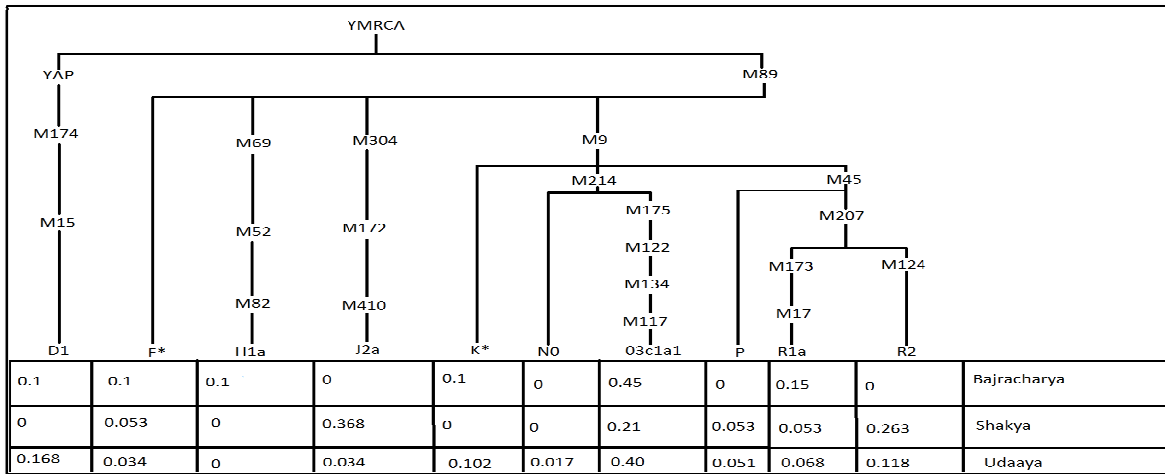 YMRCA
YAP M89
M174 M69 M304 M9
M214 M45
M15 M52 M172 M175 M207
M122
M173 M124
M134
M82 M410 M17
M117
D1 F* H1a J2a K* N0 03c1a1 P R1a R2
0.1 0.1 0.1 0 0.1 0 0.45 0 0.15 0 Bajracharya
0 0.053 0 0.368 0 0 0.21 0.053 0.053 0.263 Shakya
0.168 0.034 0 0.034 0.102 0.017 0.40 0.051 0.068 0.118 Udaaya